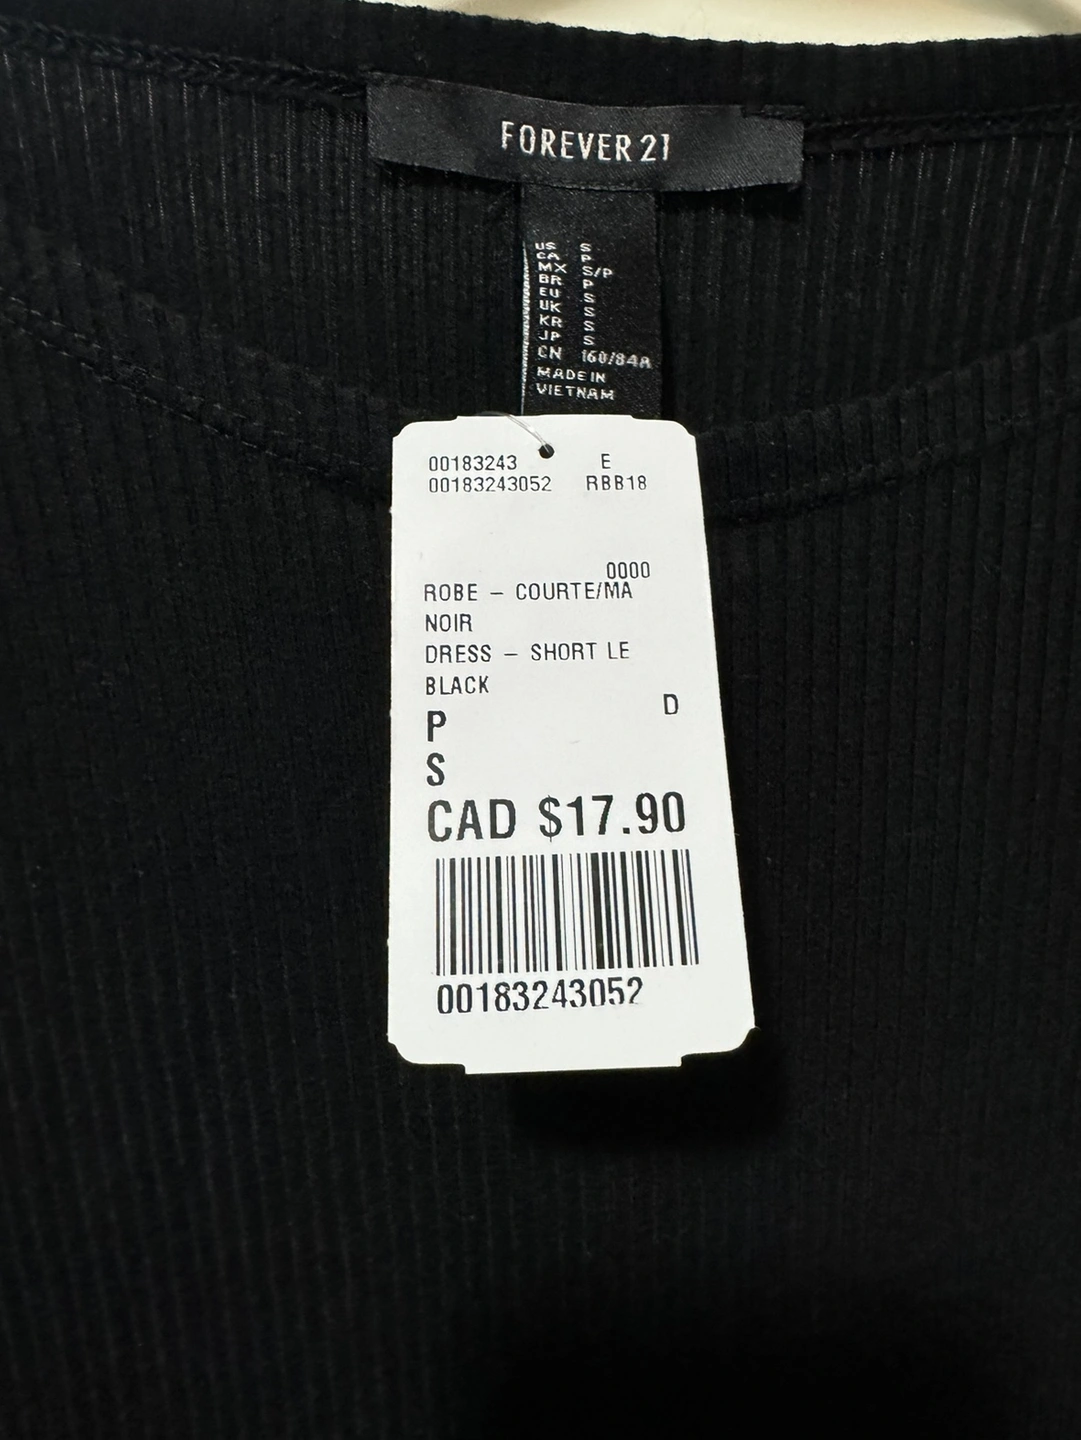 FOREVER 21
US S
CA P
MX S/P
BR P
EU S
UK S
KR S
JP S
CN 160/84A
MADE IN
VIETNAM
00183243 E
00183243052 RBB18
0000
ROBE – COURTE/MA
NOIR
DRESS – SHORT LE
BLACK
P D
S
CAD $17.90
00183243052